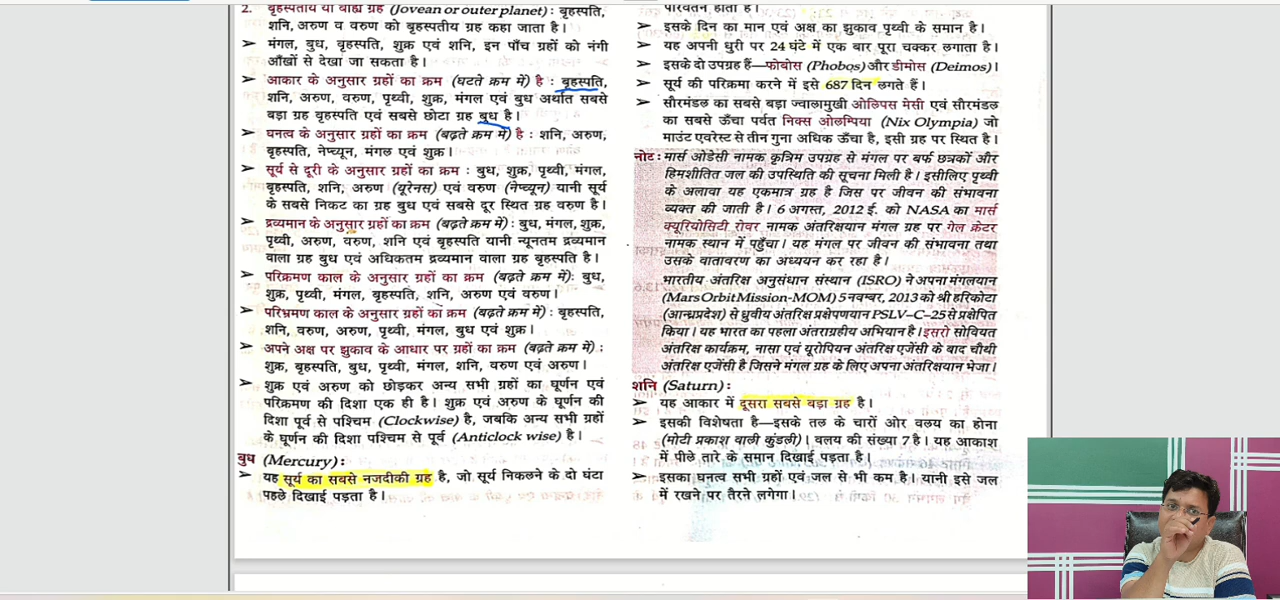 2. बृहस्पतीय या बाह्य ग्रह (Jovean or outer planet) : बृहस्पति,
शनि, अरुण व वरुण को बृहस्पतीय ग्रह कहा जाता है।
➢ मंगल, बुध, बृहस्पति, शुक्र एवं शनि, इन पाँच ग्रहों को नंगी
आँखों से देखा जा सकता है।
➢ आकार के अनुसार ग्रहों का क्रम (घटते क्रम में) है : बृहस्पति,
शनि, अरुण, वरुण, पृथ्वी, शुक्र, मंगल एवं बुध अर्थात सबसे
बड़ा ग्रह वृहस्पति एवं सबसे छोटा ग्रह बुध है।
➢ घनत्व के अनुसार ग्रहों का क्रम (बढ़ते क्रम में) है : शनि, अरुण,
बृहस्पति, नेप्च्यून, मंगल एवं शुक्र।
➢ सूर्य से दूरी के अनुसार ग्रहों का क्रम : बुध, शुक्र, पृथ्वी, मंगल,
बृहस्पति, शनि, अरुण (यूरेनस) एवं वरुण (नेप्च्यून) यानी सूर्य
के सबसे निकट का ग्रह बुध एवं सबसे दूर स्थित ग्रह वरुण है।
➢ द्रव्यमान के अनुसार ग्रहों का क्रम (बढ़ते क्रम में) : बुध, मंगल, शुक्र,
पृथ्वी, अरुण, वरुण, शनि एवं बृहस्पति यानी न्यूनतम द्रव्यमान
वाला ग्रह बुध एवं अधिकतम द्रव्यमान वाला ग्रह बृहस्पति है।
➢ परिक्रमण काल के अनुसार ग्रहों का क्रम (बढ़ते क्रम में): बुध,
शुक्र, पृथ्वी, मंगल, बृहस्पति, शनि, अरुण एवं वरुण।
➢ परिभ्रमण काल के अनुसार ग्रहों का क्रम (बढ़ते क्रम में) : बृहस्पति,
शनि, वरुण, अरुण, पृथ्वी, मंगल, बुध एवं शुक्र।
➢ अपने अक्ष पर झुकाव के आधार पर ग्रहों का क्रम (बढ़ते क्रम में) :
शुक्र, बृहस्पति, बुध, पृथ्वी, मंगल, शनि, वरुण एवं अरुण।
➢ शुक्र एवं अरुण को छोड़कर अन्य सभी ग्रहों का घूर्णन एवं
परिक्रमण की दिशा एक ही है। शुक्र एवं अरुण के घूर्णन की
दिशा पूर्व से पश्चिम (Clockwise) है, जबकि अन्य सभी ग्रहों
के घूर्णन की दिशा पश्चिम से पूर्व (Anticlock wise) है।
बुध (Mercury) :
➢ यह सूर्य का सबसे नजदीकी ग्रह है, जो सूर्य निकलने के दो घंटा
पहले दिखाई पड़ता है।
परिवर्तन होता है।
➢ इसके दिन का मान एवं अक्ष का झुकाव पृथ्वी के समान है।
➢ यह अपनी धुरी पर 24 घंटे में एक बार पूरा चक्कर लगाता है।
➢ इसके दो उपग्रह हैं—फोबोस (Phobos) और डीमोस (Deimos)।
➢ सूर्य की परिक्रमा करने में इसे 687 दिन लगते हैं।
➢ सौरमंडल का सबसे बड़ा ज्वालामुखी ओलिपस मेसी एवं सौरमंडल
का सबसे ऊँचा पर्वत निक्स ओलम्पिया (Nix Olympia) जो
माउंट एवरेस्ट से तीन गुना अधिक ऊँचा है, इसी ग्रह पर स्थित है।
नोट: मार्स ओडेसी नामक कृत्रिम उपग्रह से मंगल पर बर्फ छत्रकों और
हिमशीतित जल की उपस्थिति की सूचना मिली है। इसीलिए पृथ्वी
के अलावा यह एकमात्र ग्रह है जिस पर जीवन की संभावना
व्यक्त की जाती है। 6 अगस्त, 2012 ई. को NASA का मार्स
क्यूरियोसिटी रोवर नामक अंतरिक्षयान मंगल ग्रह पर गेल क्रेटर
नामक स्थान में पहुँचा। यह मंगल पर जीवन की संभावना तथा
उसके वातावरण का अध्ययन कर रहा है।
भारतीय अंतरिक्ष अनुसंधान संस्थान (ISRO) ने अपना मंगलयान
(Mars Orbit Mission-MOM) 5 नवम्बर, 2013 को श्री हरिकोटा
(आन्ध्रप्रदेश) से ध्रुवीय अंतरिक्ष प्रक्षेपणयान PSLV–C–25 से प्रक्षेपित
किया। यह भारत का पहला अंतराग्रहीय अभियान है। इसरो सोवियत
अंतरिक्ष कार्यक्रम, नासा एवं यूरोपियन अंतरिक्ष एजेंसी के बाद चौथी
अंतरिक्ष एजेंसी है जिसने मंगल ग्रह के लिए अपना अंतरिक्षयान भेजा।
शनि (Saturn) :
➢ यह आकार में दूसरा सबसे बड़ा ग्रह है।
➢ इसकी विशेषता है—इसके तल के चारों ओर वलय का होना
(मोटी प्रकाश वाली कुंडली)। वलय की संख्या 7 है। यह आकाश
में पीले तारे के समान दिखाई पड़ता है।
➢ इसका घनत्व सभी ग्रहों एवं जल से भी कम है। यानी इसे जल
में रखने पर तैरने लगेगा।